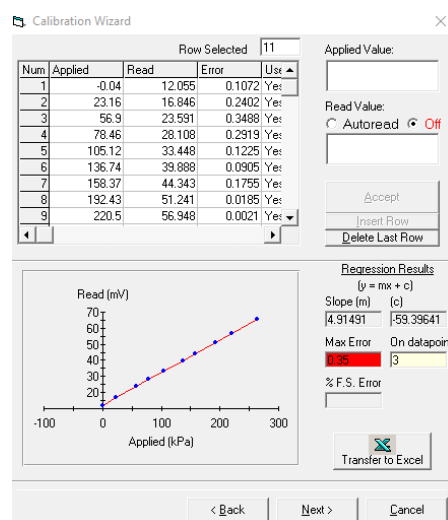 Calibration Wizard
Row Selected 11
Num Applied Read Error Use
1 -0.04 12.055 0.1072 Yes
2 23.16 16.846 0.2402 Yes
3 56.9 23.591 0.3488 Yes
4 78.46 28.108 0.2919 Yes
5 105.12 33.448 0.1225 Yes
6 136.74 39.888 0.0905 Yes
7 158.37 44.343 0.1755 Yes
8 192.43 51.241 0.0185 Yes
9 220.5 56.948 0.0021 Yes
Applied Value:
Read Value:
Autoread Off
Accept
Insert Row
Delete Last Row
Read (mV)
70
60
50
40
30
20
-100 0 100 200 300
Applied (kPa)
Regression Results
(y = mx + c)
Slope (m) (c)
4.91491 -59.39641
Max Error On datapoin
0.35 3
% F.S. Error
Transfer to Excel
< Back Next > Cancel